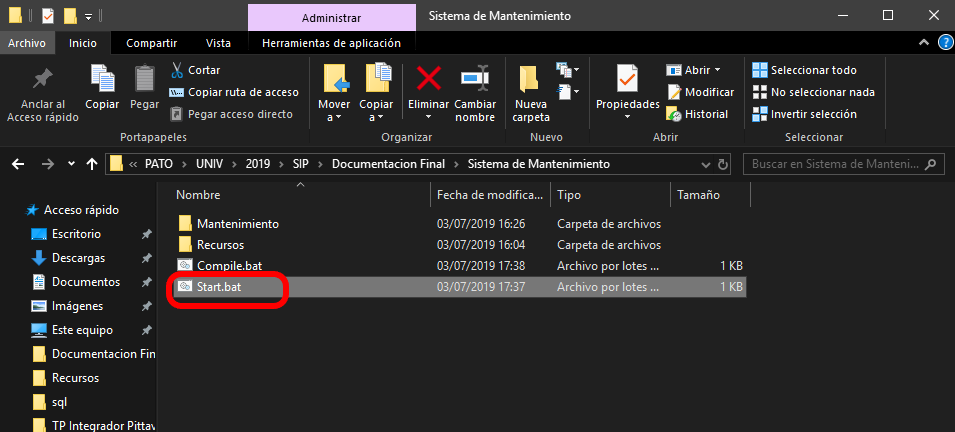 Administrar
Sistema de Mantenimiento
Archivo Inicio Compartir Vista Herramientas de aplicación
Anclar al
Acceso rápido
Copiar
Pegar
Cortar
Copiar ruta de acceso
Pegar acceso directo
Portapapeles
Mover
a
Copiar
a
Eliminar
Cambiar
nombre
Organizar
Nueva
carpeta
Nuevo
Propiedades
Abrir
Modificar
Historial
Abrir
Seleccionar todo
No seleccionar nada
Invertir selección
Seleccionar
« PATO > UNIV > 2019 > SIP > Documentacion Final > Sistema de Mantenimiento
Buscar en Sistema de Manteni...
Nombre Fecha de modifica... Tipo Tamaño
Mantenimiento 03/07/2019 16:26 Carpeta de archivos
Recursos 03/07/2019 16:04 Carpeta de archivos
Compile.bat 03/07/2019 17:38 Archivo por lotes ... 1 KB
Start.bat 03/07/2019 17:37 Archivo por lotes ... 1 KB
Acceso rápido
Escritorio
Descargas
Documentos
Imágenes
Este equipo
Documentacion Fin
Recursos
sql
TP Integrador Pittav